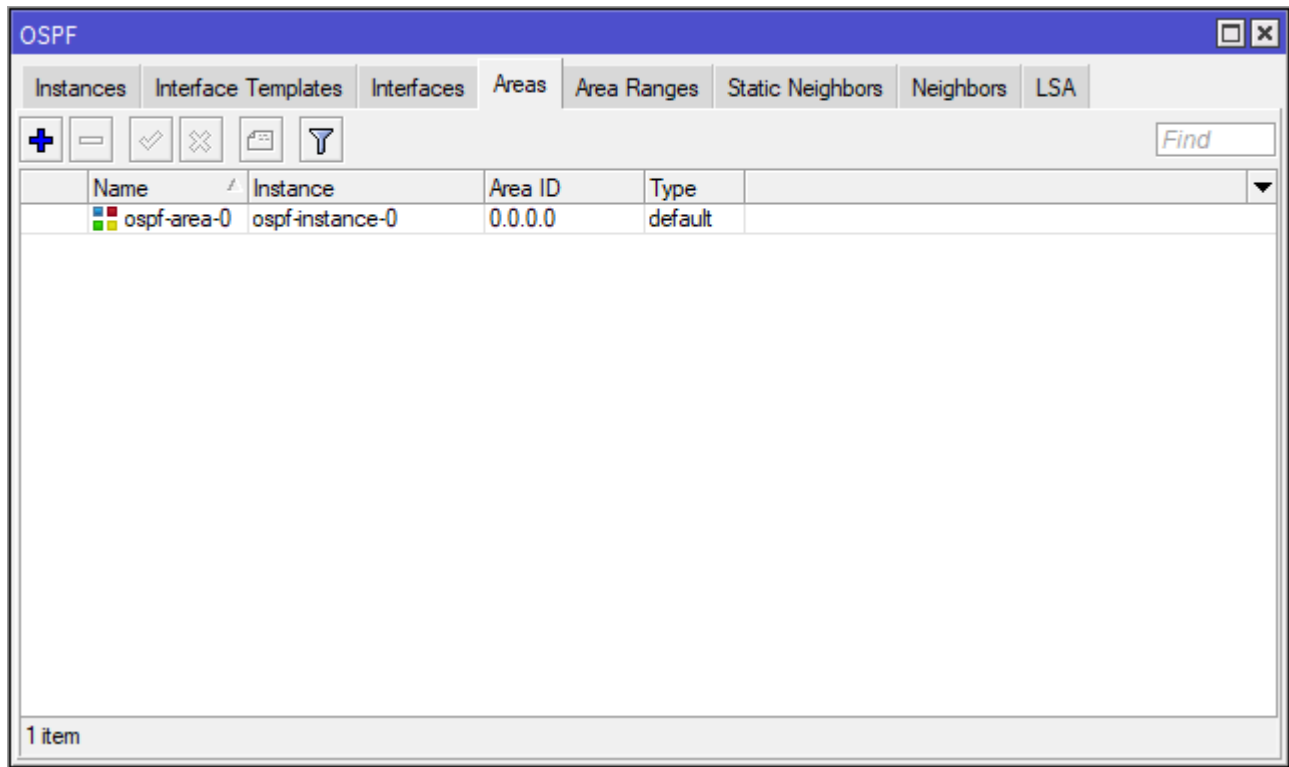 OSPF
Instances Interface Templates Interfaces Areas Area Ranges Static Neighbors Neighbors LSA
Find
Name Instance Area ID Type
ospf-area-0 ospf-instance-0 0.0.0.0 default
1 item